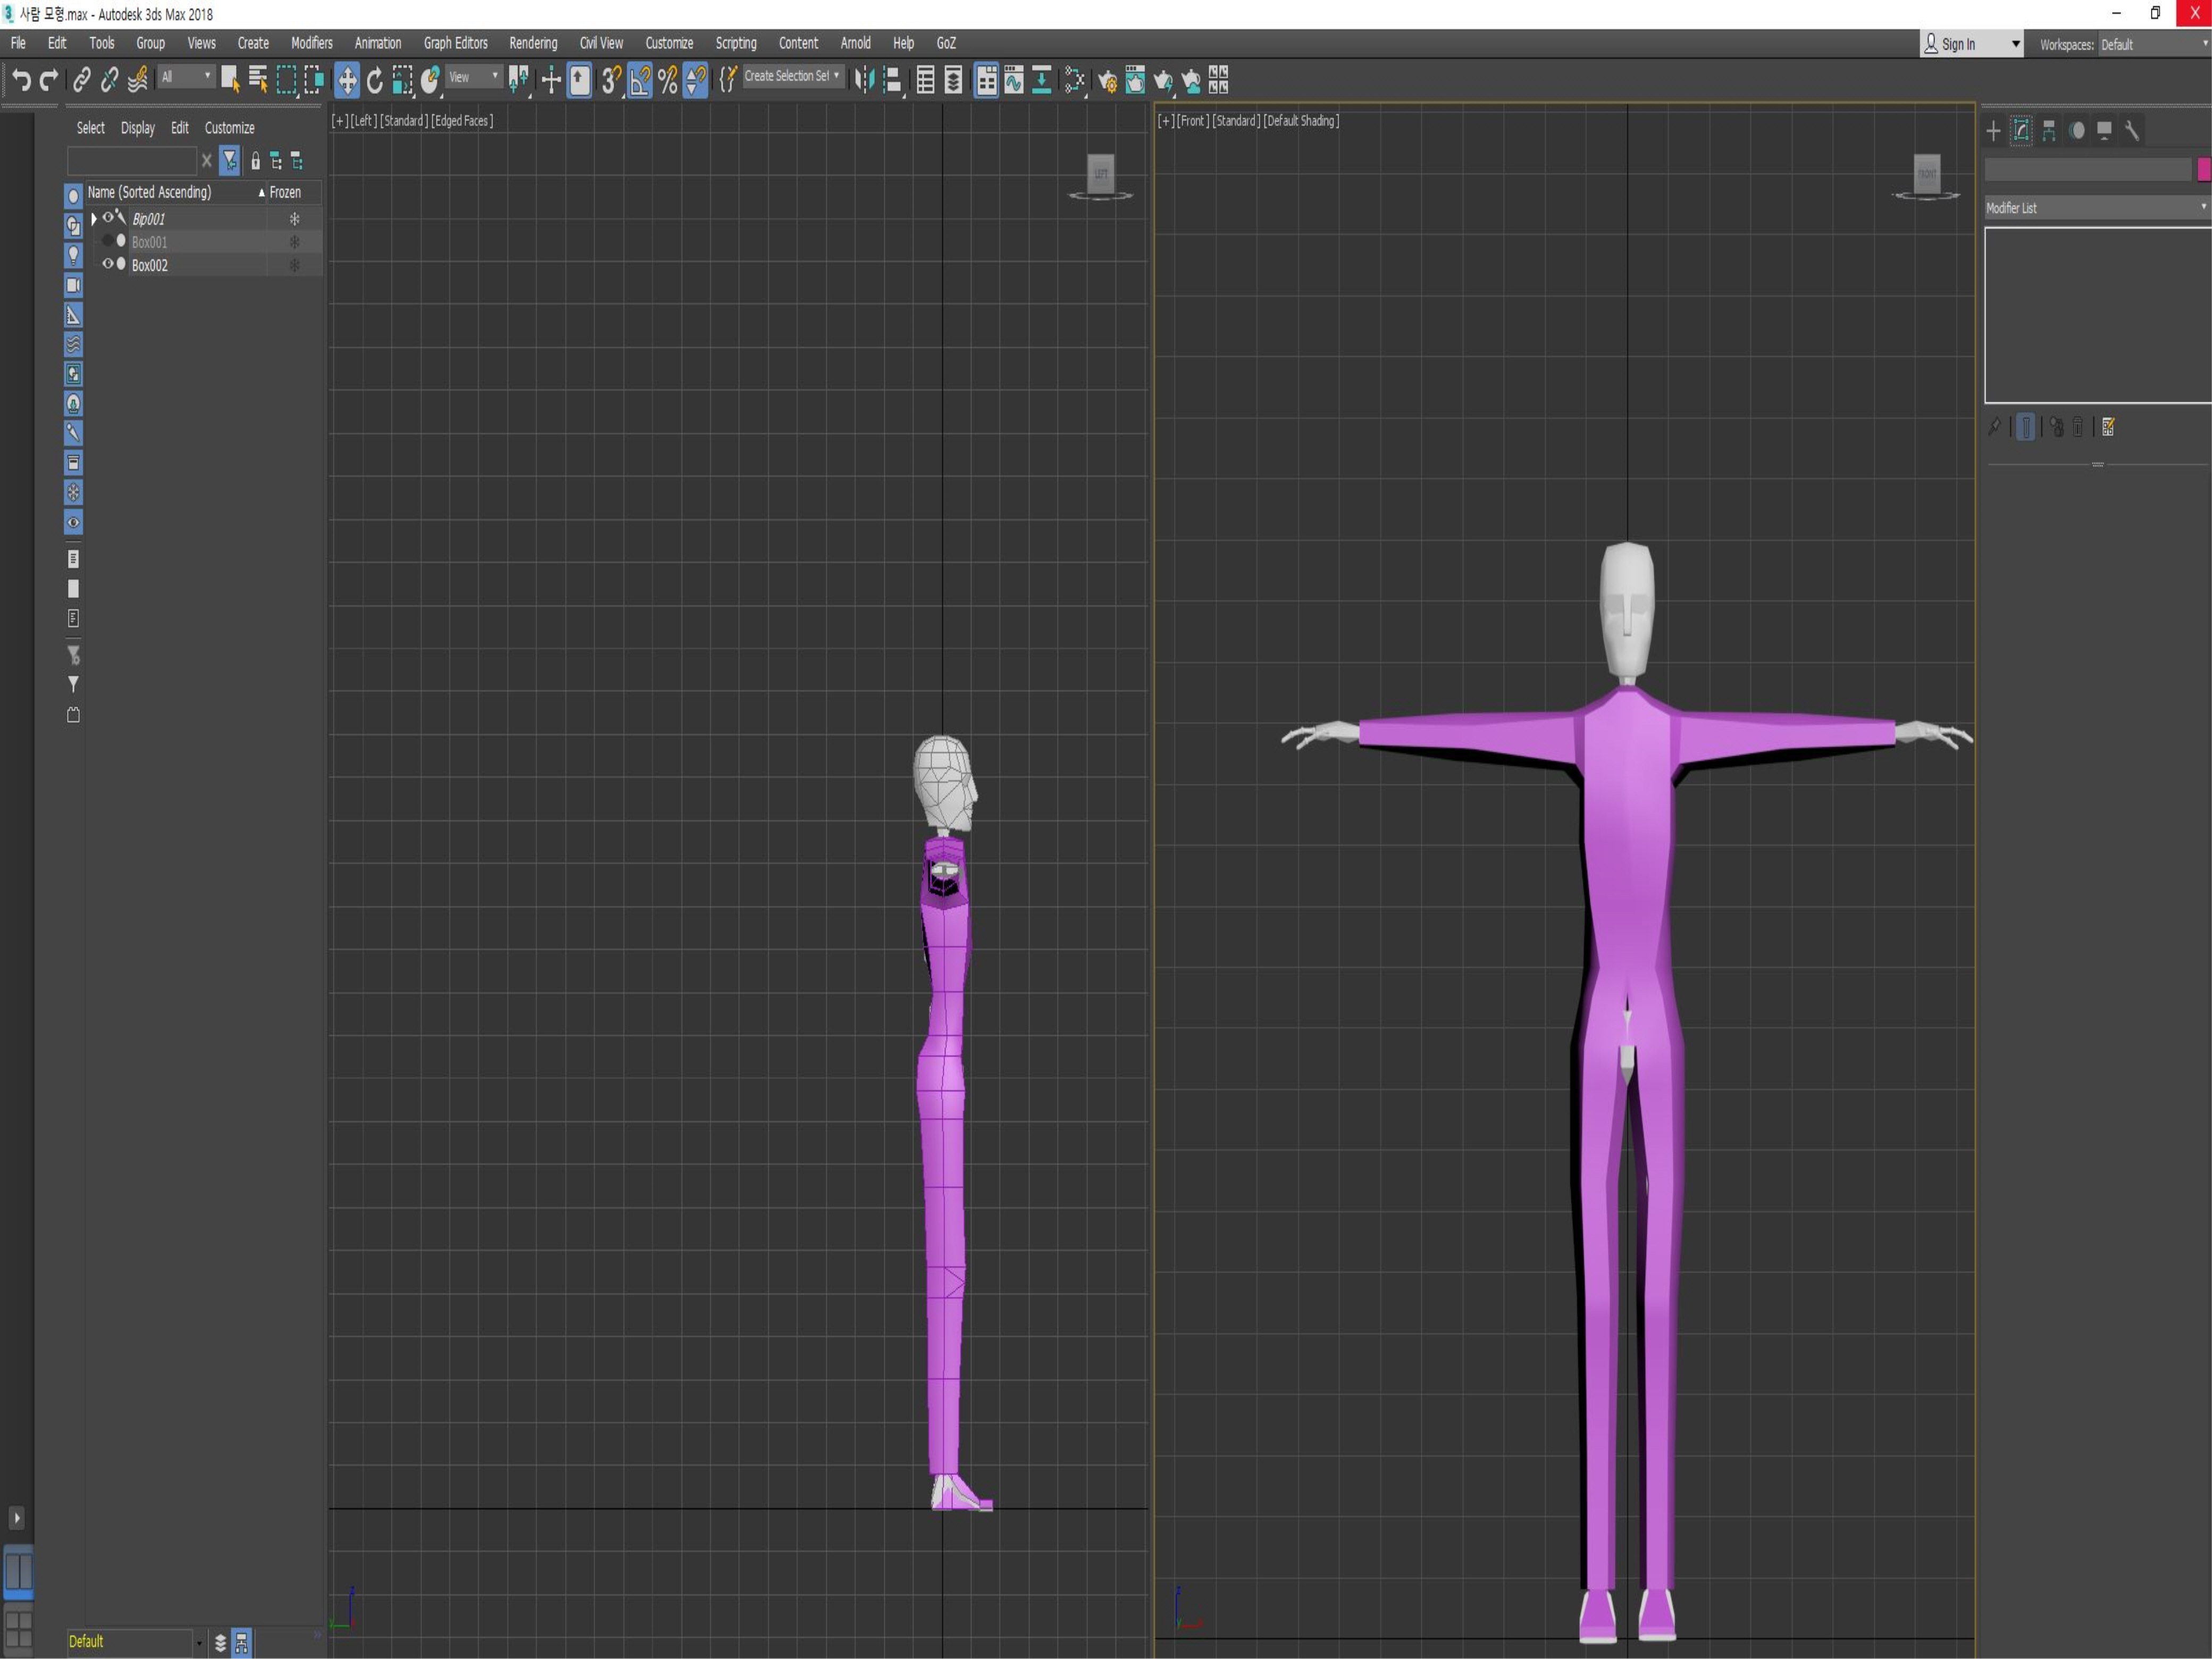 사람 모형.max - Autodesk 3ds Max 2018
File Edit Tools Group Views Create Modifiers Animation Graph Editors Rendering Civil View Customize Scripting Content Arnold Help GoZ
Sign In
Workspaces: Default
All
View
Create Selection Set
Select Display Edit Customize
Name (Sorted Ascending)
Frozen
Bip001
Box001
Box002
[+] [Left] [Standard] [Edged Faces]
LEFT
[+] [Front] [Standard] [Default Shading]
FRONT
Modifier List
z
y
z
y
Default